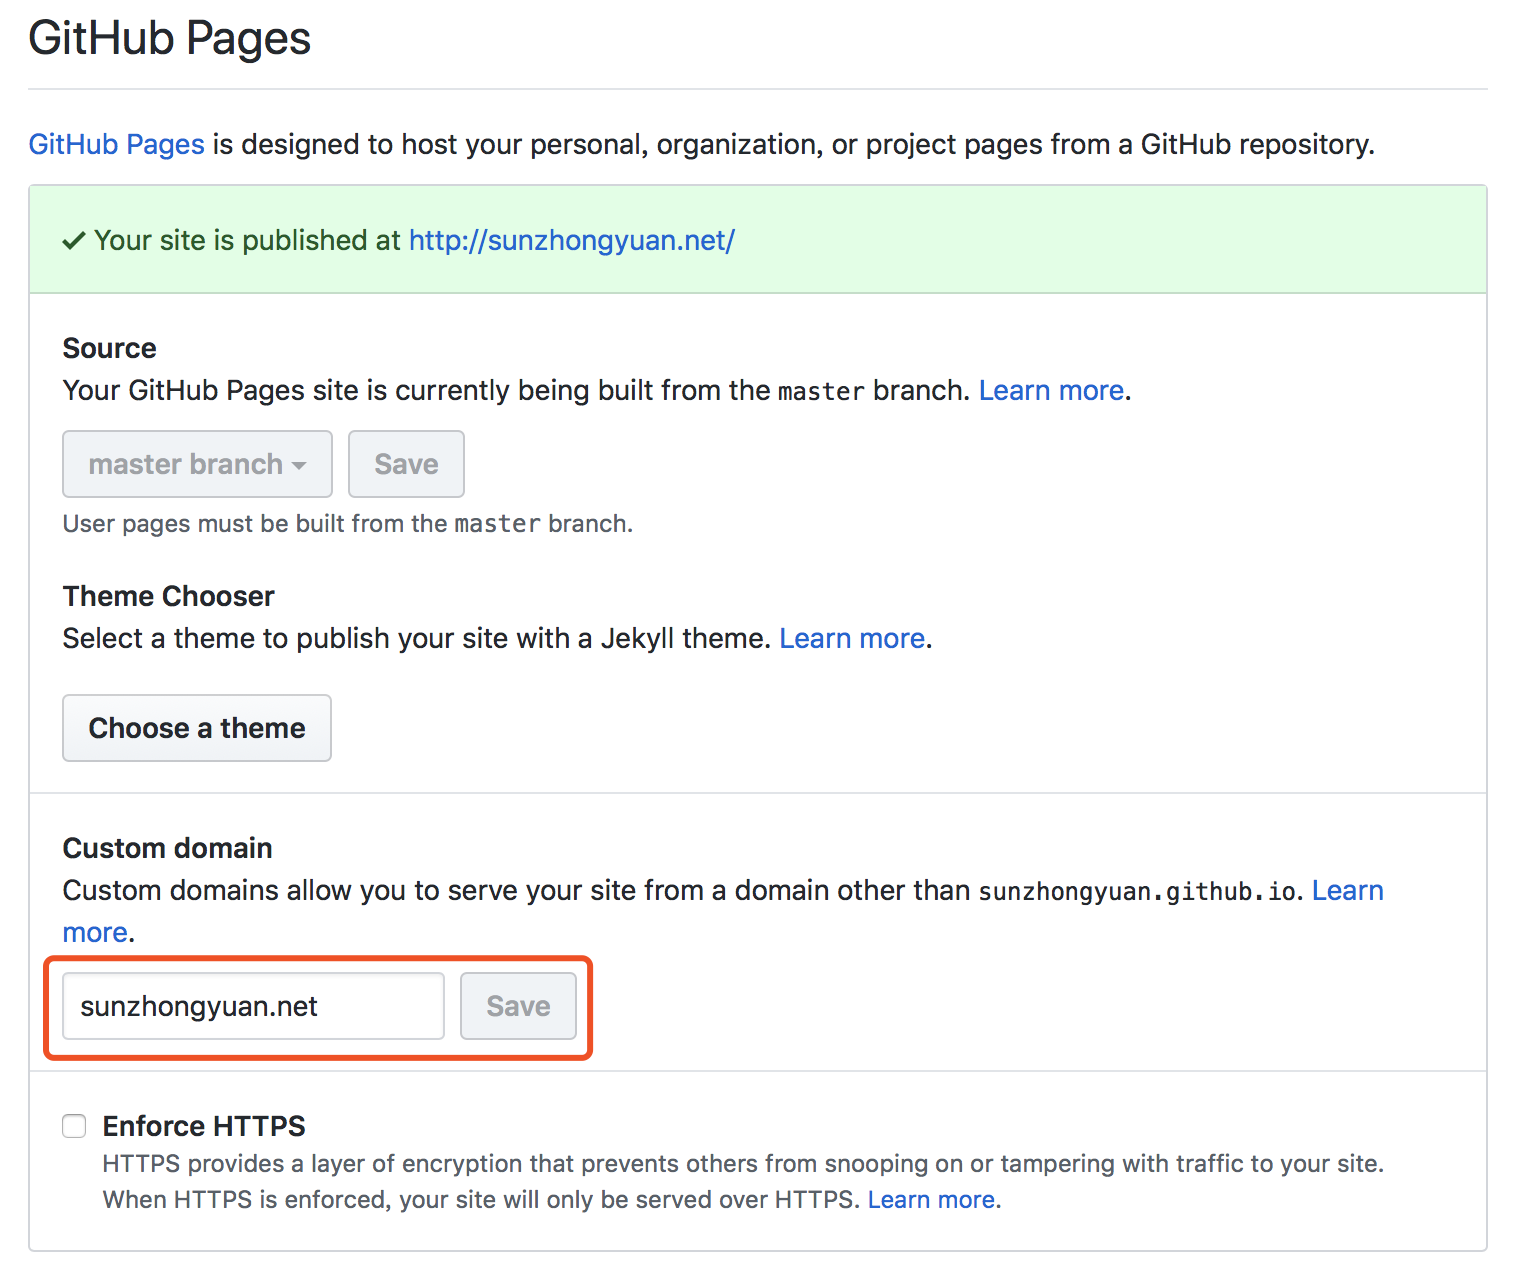 GitHub Pages
GitHub Pages is designed to host your personal, organization, or project pages from a GitHub repository.
Your site is published at http://sunzhongyuan.net/
Source
Your GitHub Pages site is currently being built from the master branch. Learn more.
master branch Save
User pages must be built from the master branch.
Theme Chooser
Select a theme to publish your site with a Jekyll theme. Learn more.
Choose a theme
Custom domain
Custom domains allow you to serve your site from a domain other than sunzhongyuan.github.io. Learn
more.
sunzhongyuan.net Save
Enforce HTTPS
HTTPS provides a layer of encryption that prevents others from snooping on or tampering with traffic to your site.
When HTTPS is enforced, your site will only be served over HTTPS. Learn more.